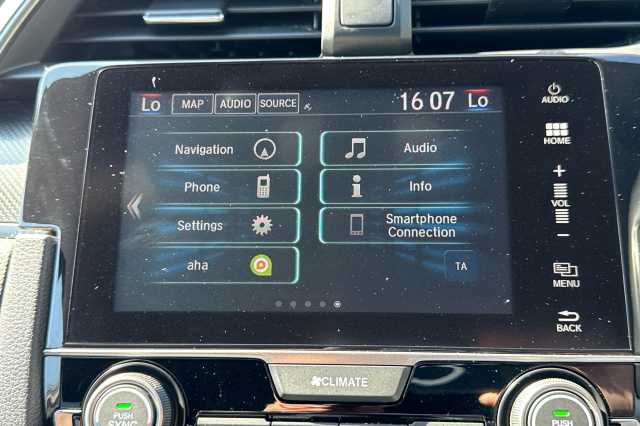 Lo MAP AUDIO SOURCE 16 07 Lo
AUDIO
Navigation
Audio
HOME
Phone
Info
VOL
Settings
Smartphone
Connection
aha
TA
MENU
BACK
CLIMATE
PUSH
SYNC
PUSH